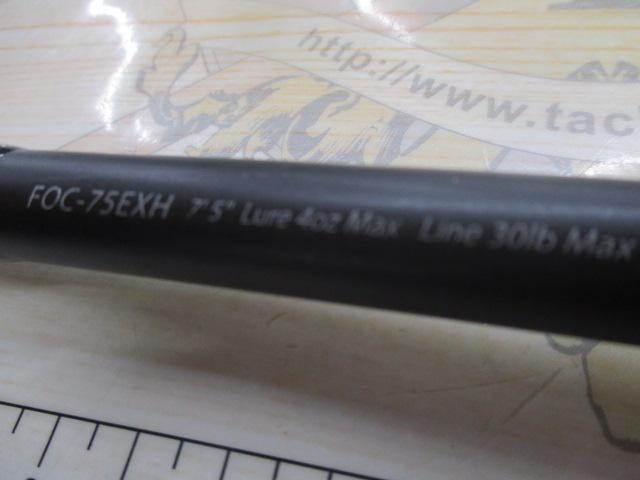 http://www.tac
FOC-75EXH 7'5" Lure 4oz Max Line 30lb Max